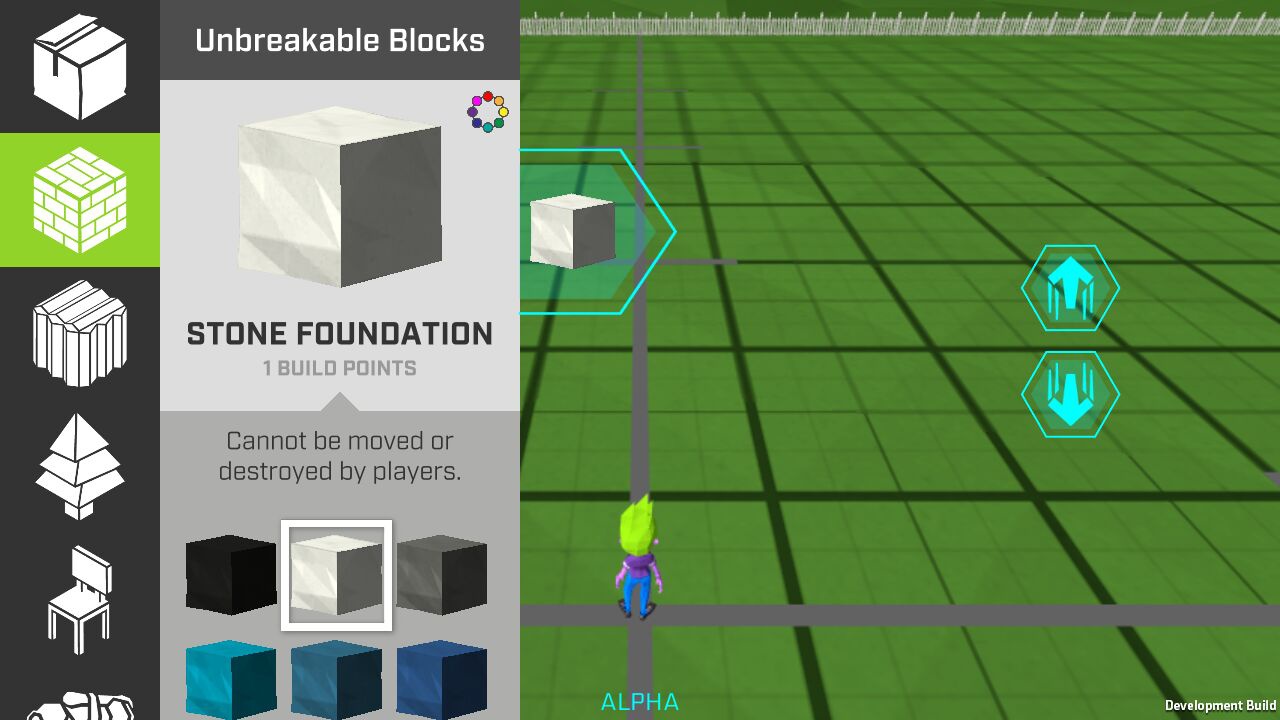 Unbreakable Blocks
STONE FOUNDATION
1 BUILD POINTS
Cannot be moved or
destroyed by players.
ALPHA
Development Build